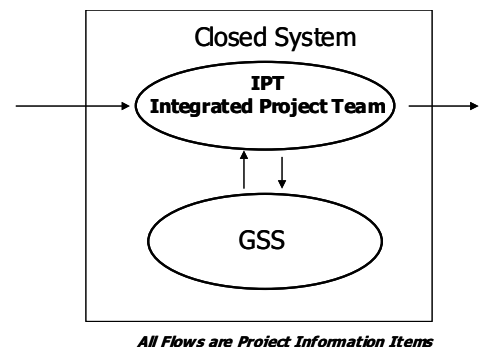 Closed System
IPT
Integrated Project Team
GSS
All Flows are Project Information Items